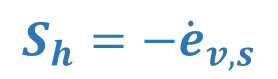 S_h = −ė_{v,s}